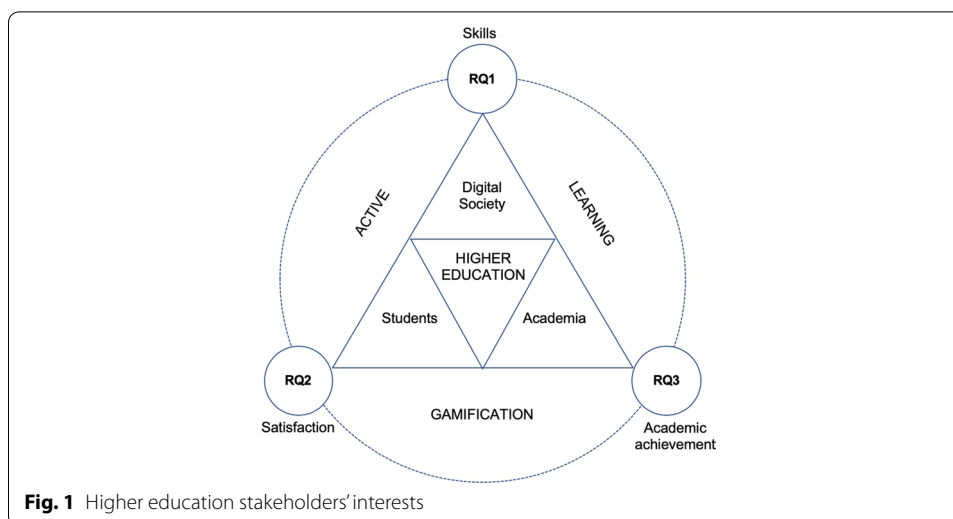 Skills
RQ1
Digital
Society
ACTIVE
LEARNING
HIGHER
EDUCATION
Students
Academia
RQ2
RQ3
Satisfaction
GAMIFICATION
Academic
achievement
Fig. 1 Higher education stakeholders’ interests